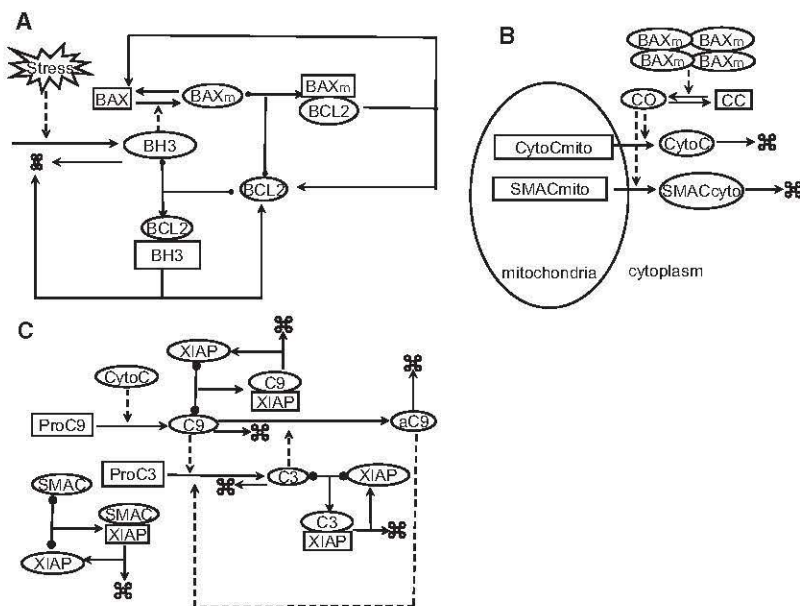 A
Stress
BAX
BAXm
BAXm
BCL2
BH3
BCL2
BCL2
BH3
B
BAXm BAXm
BAXm BAXm
CO
CC
CytoCmito
CytoC
SMACmito
SMACcyto
mitochondria
cytoplasm
C
XIAP
CytoC
C9
XIAP
ProC9
C9
aC9
ProC3
C3
XIAP
SMAC
SMAC
XIAP
C3
XIAP
XIAP